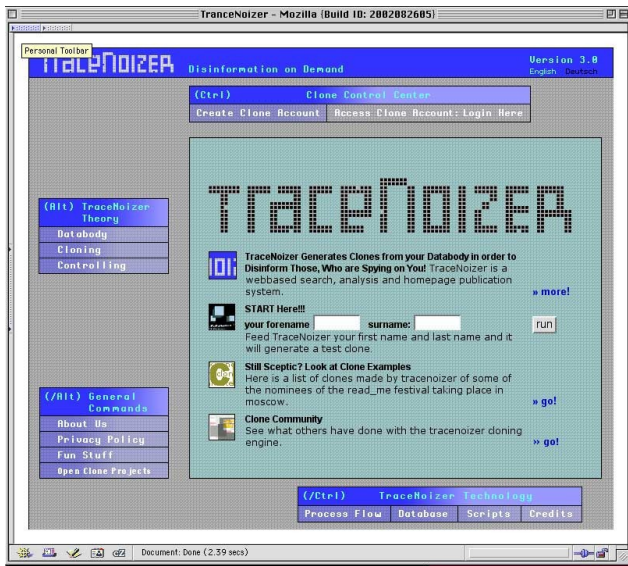 TranceNoizer - Mozilla {Build ID: 2002082605}
Personal Toolbar
TraceNoizer Disinformation on Demand
Version 3.0
English Deutsch
(Ctrl) Clone Control Center
Create Clone Account Access Clone Account: Login Here
TraceNoizer
(Alt) TraceNoizer
Theory
Databody
Cloning
Controlling
TraceNoizer Generates Clones from your Databody in order to
Disinform Those, Who are Spying on You! TraceNoizer is a
webbased search, analysis and homepage publication
system. » more!
START Here!!!
your forename surname: run
Feed TraceNoizer your first name and last name and it
will generate a test clone.
Still Sceptic? Look at Clone Examples
Here is a list of clones made by tracenoizer of some of
the nominees of the read_me festival taking place in
moscow. » go!
Clone Community
See what others have done with the tracenoizer cloning
engine. » go!
(/Alt) General
Commands
About Us
Privacy Policy
Fun Stuff
Open Clone Projects
(/Ctrl) TraceNoizer Technology
Process Flow Database Scripts Credits
Document: Done (2.39 secs)